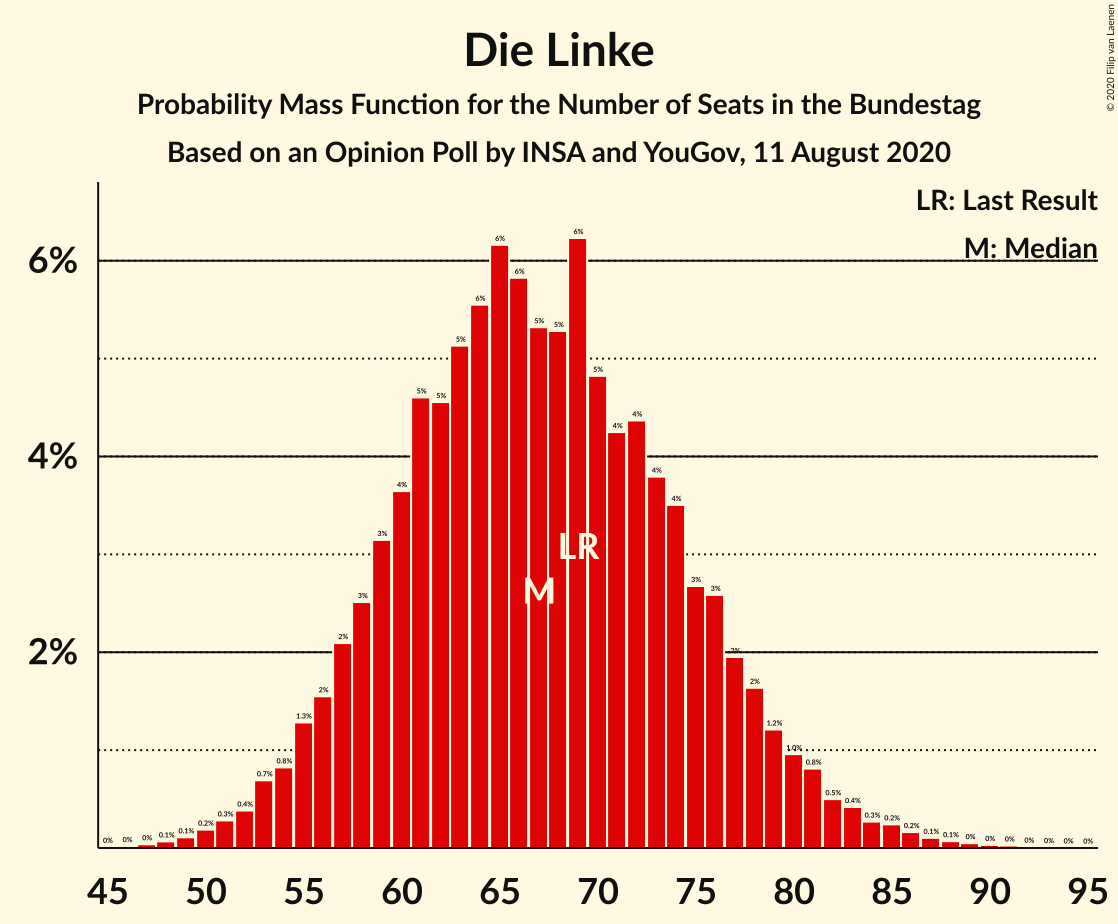 Die Linke
Probability Mass Function for the Number of Seats in the Bundestag
Based on an Opinion Poll by INSA and YouGov, 11 August 2020
© 2020 Filip van Laenen
LR: Last Result
M: Median
6%
4%
2%
0% 0% 0% 0.1% 0.1% 0.2% 0.3% 0.4% 0.7% 0.8% 1.3% 2% 2% 3% 3% 4% 5% 5% 5% 6% 6% 6% 5% 5% 6% 5% 4% 4% 4% 4% 3% 3% 2% 2% 1.2% 1.0% 0.8% 0.5% 0.4% 0.3% 0.2% 0.2% 0.1% 0.1% 0% 0% 0% 0% 0% 0% 0%
LR
M
45 50 55 60 65 70 75 80 85 90 95